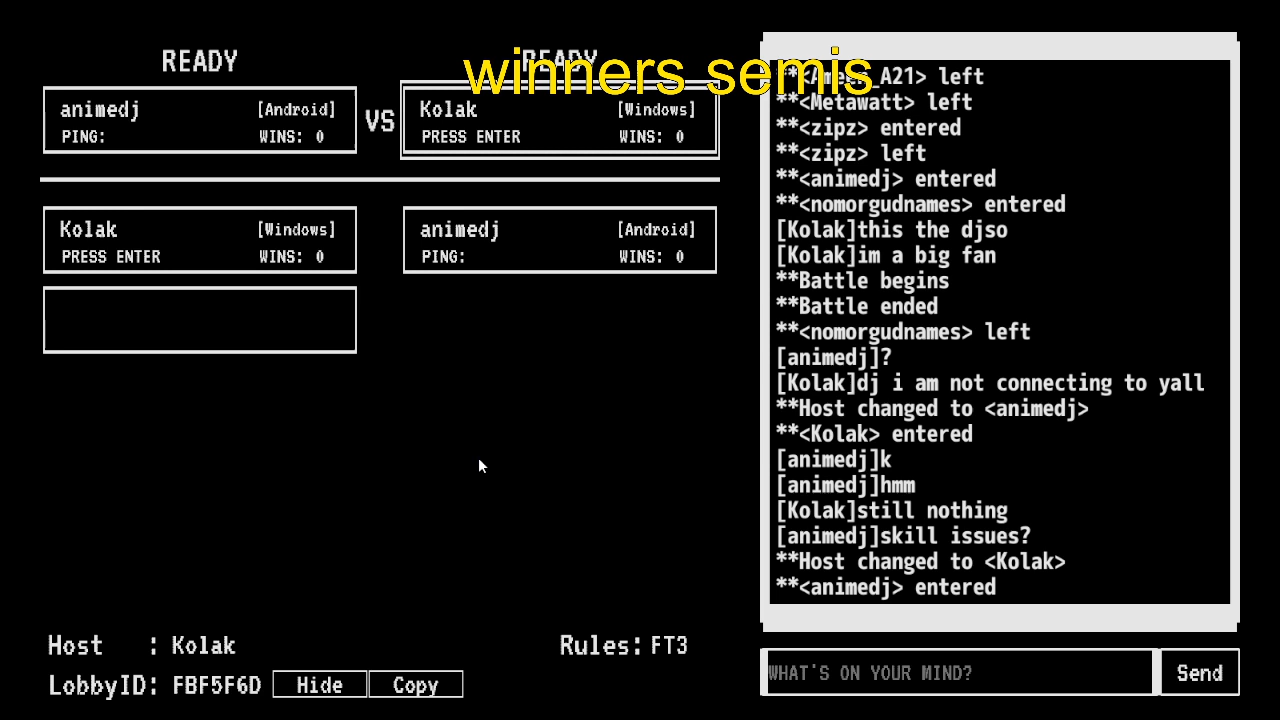 winners semis
READY
READY
animedj [Android]
PING: WINS: 0
VS
Kolak [Windows]
PRESS ENTER WINS: 0
Kolak [Windows]
PRESS ENTER WINS: 0
animedj [Android]
PING: WINS: 0
Host : Kolak
Rules: FT3
LobbyID: FBF5F6D Hide Copy
left
**<Metawatt> left
**<zipz> entered
**<zipz> left
**<animedj> entered
**<nomorgudnames> entered
[Kolak]this the djso
[Kolak]im a big fan
**Battle begins
**Battle ended
**<nomorgudnames> left
[animedj]?
[Kolak]dj i am not connecting to yall
**Host changed to <animedj>
**<Kolak> entered
[animedj]k
[animedj]hmm
[Kolak]still nothing
[animedj]skill issues?
**Host changed to <Kolak>
**<animedj> entered
WHAT'S ON YOUR MIND? Send